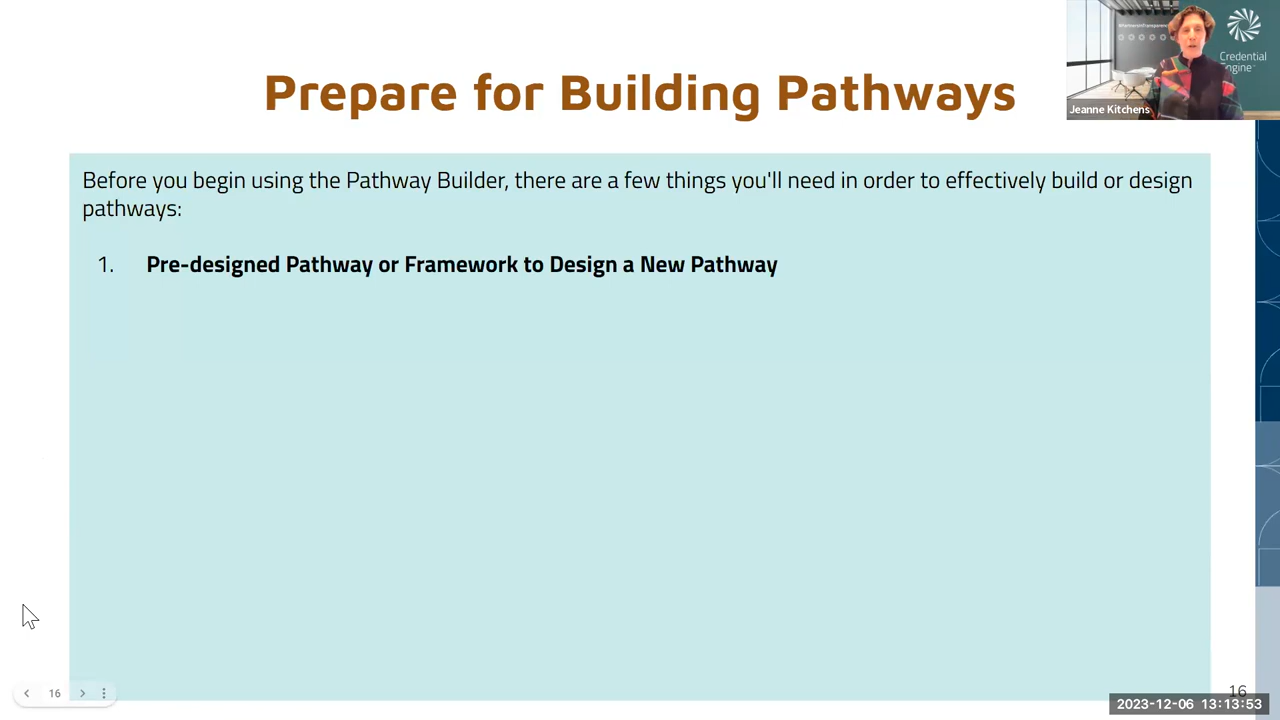 Prepare for Building Pathways
Credential
Engine
Jeanne Kitchens
Before you begin using the Pathway Builder, there are a few things you'll need in order to effectively build or design
pathways:
1. Pre-designed Pathway or Framework to Design a New Pathway
16
16
2023-12-06 13:13:53